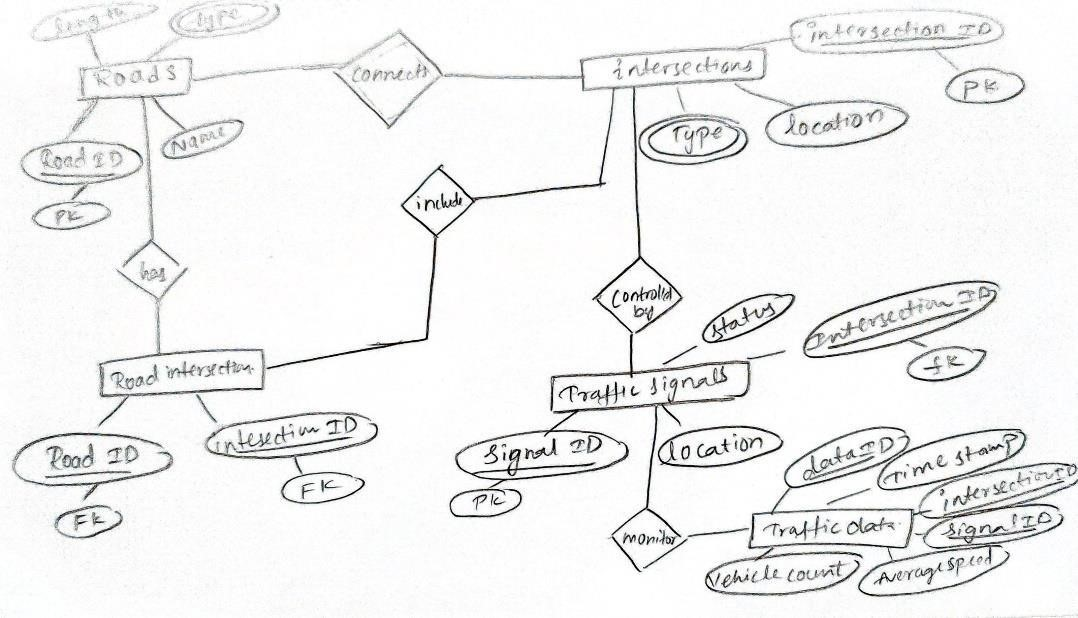 length
type
intersection ID
Roads
connects
intersections
PK
Name
Type
location
Road ID
PK
include
has
Controlld
by
status
Intersection ID
fk
Road intersection
Traffic signals
Road ID
intesection ID
Signal ID
location
data ID
Time stamp
FK
PK
intersection ID
FK
monitor
Traffic data
Signal ID
Vehicle count
Average speed